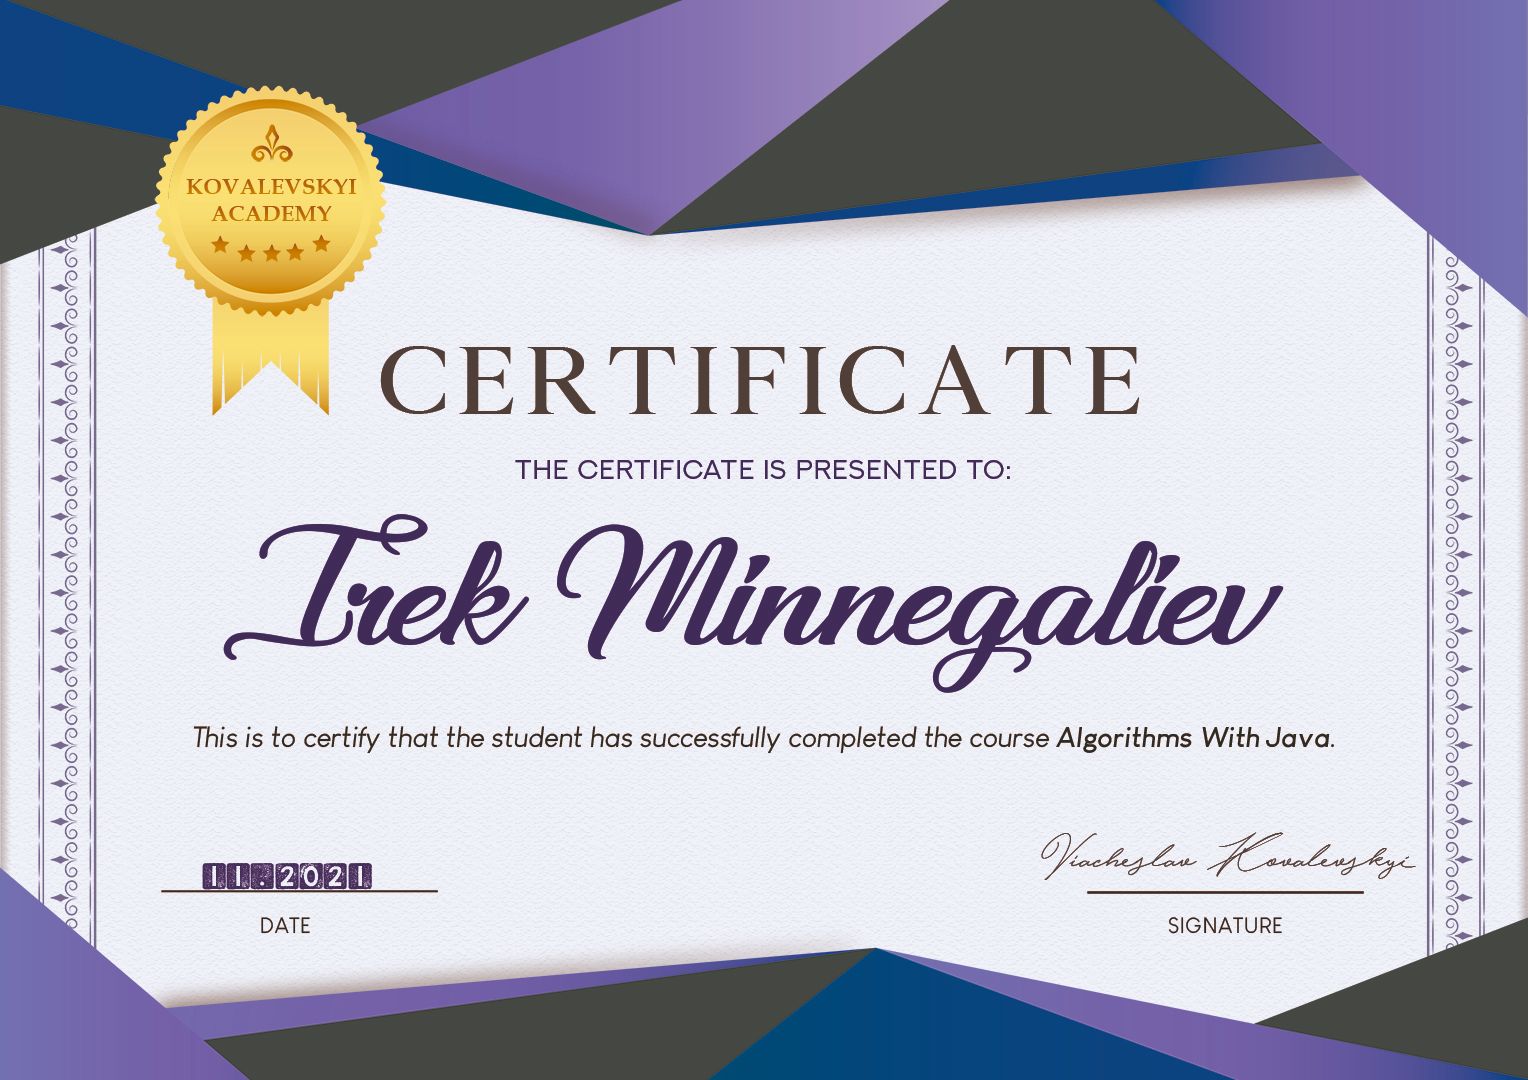 KOVALEVSKYI
ACADEMY
CERTIFICATE
THE CERTIFICATE IS PRESENTED TO:
Irek Minnegaliev
This is to certify that the student has successfully completed the course Algorithms With Java.
11.2021
Viacheslav Kovalevskyi
DATE
SIGNATURE